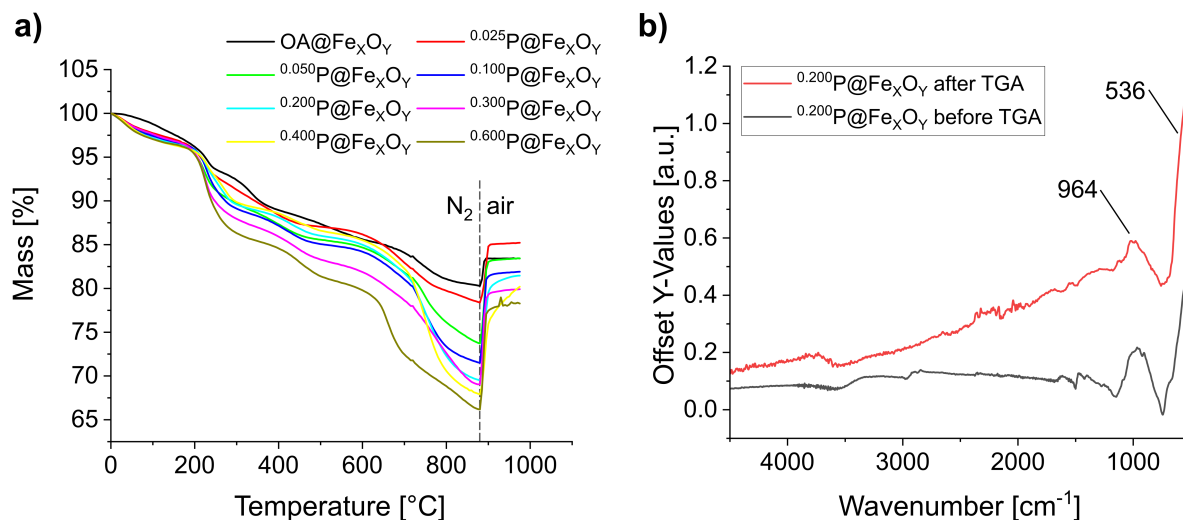 a)
OA@FeXOY
0.025P@FeXOY
0.050P@FeXOY
0.100P@FeXOY
0.200P@FeXOY
0.300P@FeXOY
0.400P@FeXOY
0.600P@FeXOY
105
100
95
90
85
80
75
70
65
Mass [%]
N2 air
0 200 400 600 800 1000
Temperature [°C]
b)
0.200P@FeXOY after TGA
0.200P@FeXOY before TGA
536
964
1.2
1.0
0.8
0.6
0.4
0.2
0.0
Offset Y-Values [a.u.]
4000 3000 2000 1000
Wavenumber [cm-1]